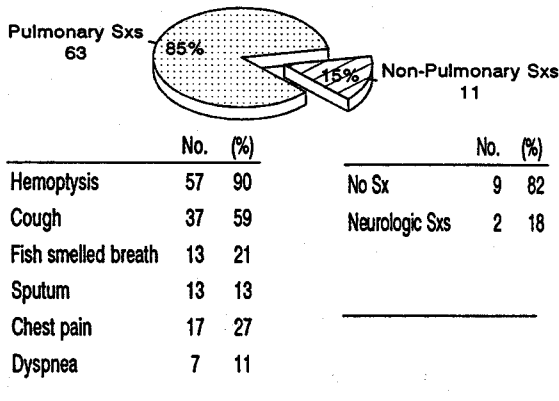 Pulmonary Sxs
63
85%
15%
Non-Pulmonary Sxs
11
No. (%)
Hemoptysis 57 90
Cough 37 59
Fish smelled breath 13 21
Sputum 13 13
Chest pain 17 27
Dyspnea 7 11
No. (%)
No Sx 9 82
Neurologic Sxs 2 18